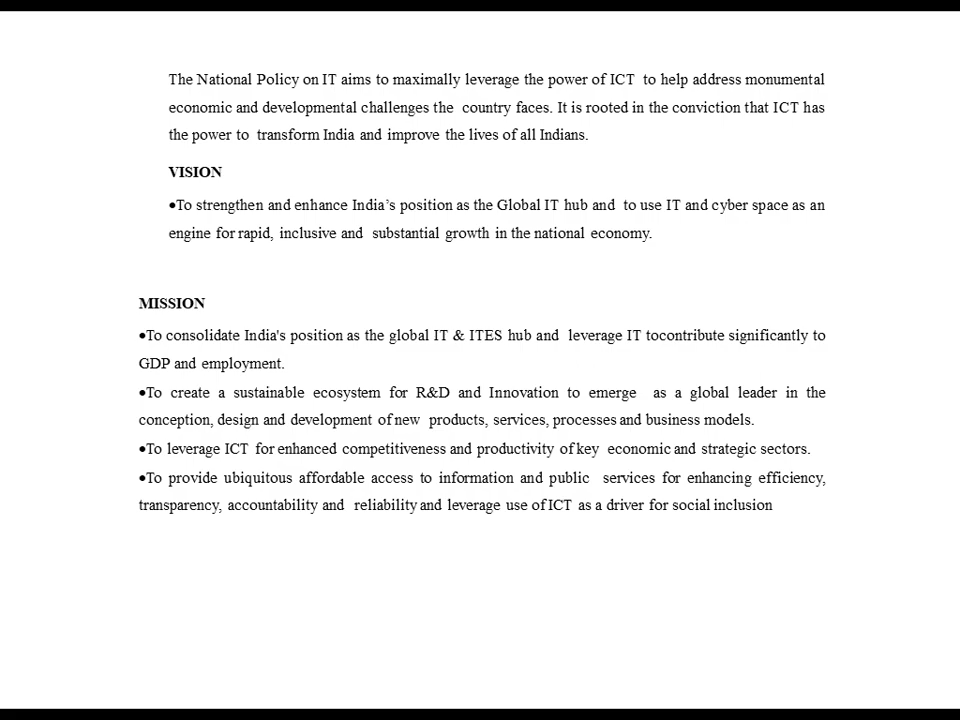 The National Policy on IT aims to maximally leverage the power of ICT to help address monumental
economic and developmental challenges the country faces. It is rooted in the conviction that ICT has
the power to transform India and improve the lives of all Indians.
VISION
•To strengthen and enhance India’s position as the Global IT hub and to use IT and cyber space as an
engine for rapid, inclusive and substantial growth in the national economy.
MISSION
•To consolidate India's position as the global IT & ITES hub and leverage IT tocontribute significantly to
GDP and employment.
•To create a sustainable ecosystem for R&D and Innovation to emerge as a global leader in the
conception, design and development of new products, services, processes and business models.
•To leverage ICT for enhanced competitiveness and productivity of key economic and strategic sectors.
•To provide ubiquitous affordable access to information and public services for enhancing efficiency,
transparency, accountability and reliability and leverage use of ICT as a driver for social inclusion